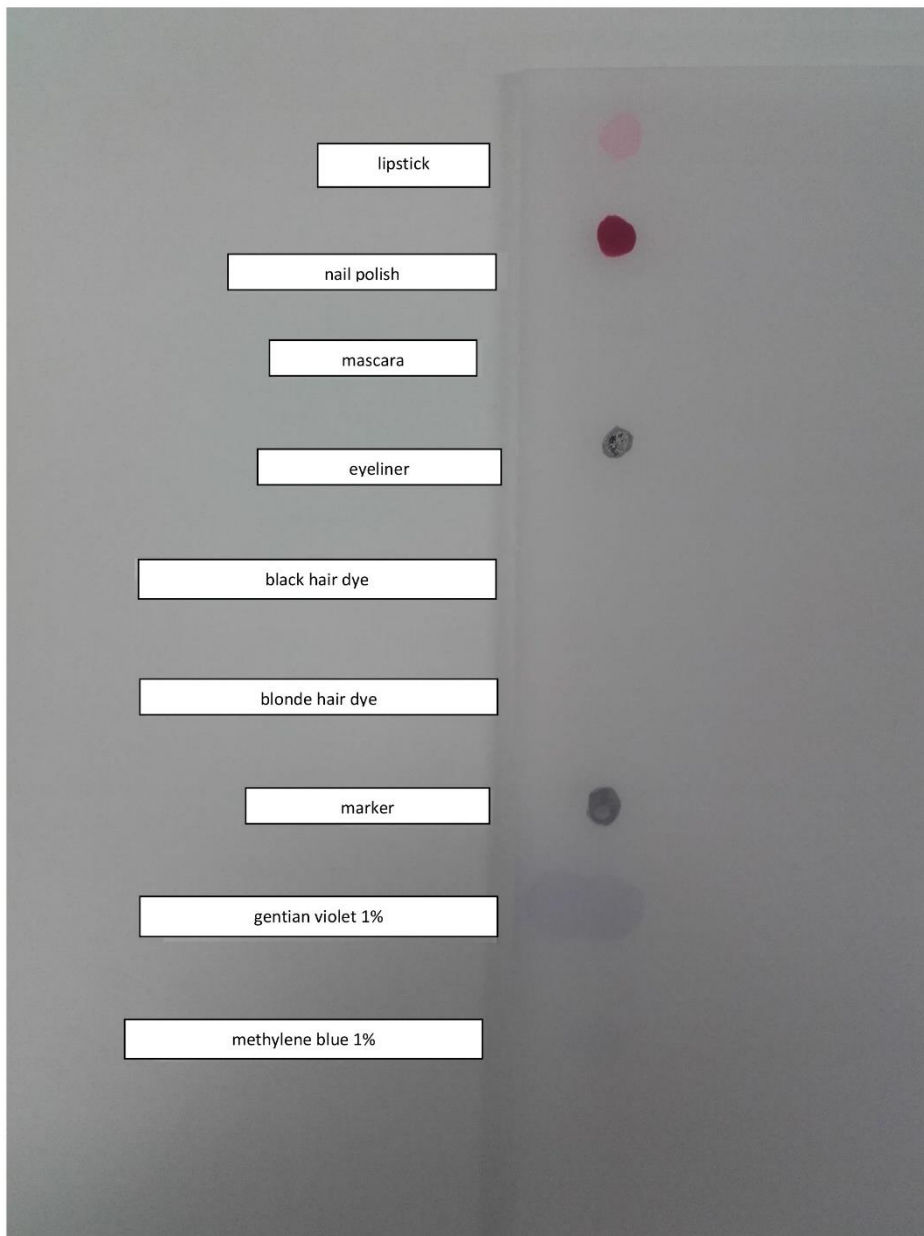 lipstick
nail polish
mascara
eyeliner
black hair dye
blonde hair dye
marker
gentian violet 1%
methylene blue 1%